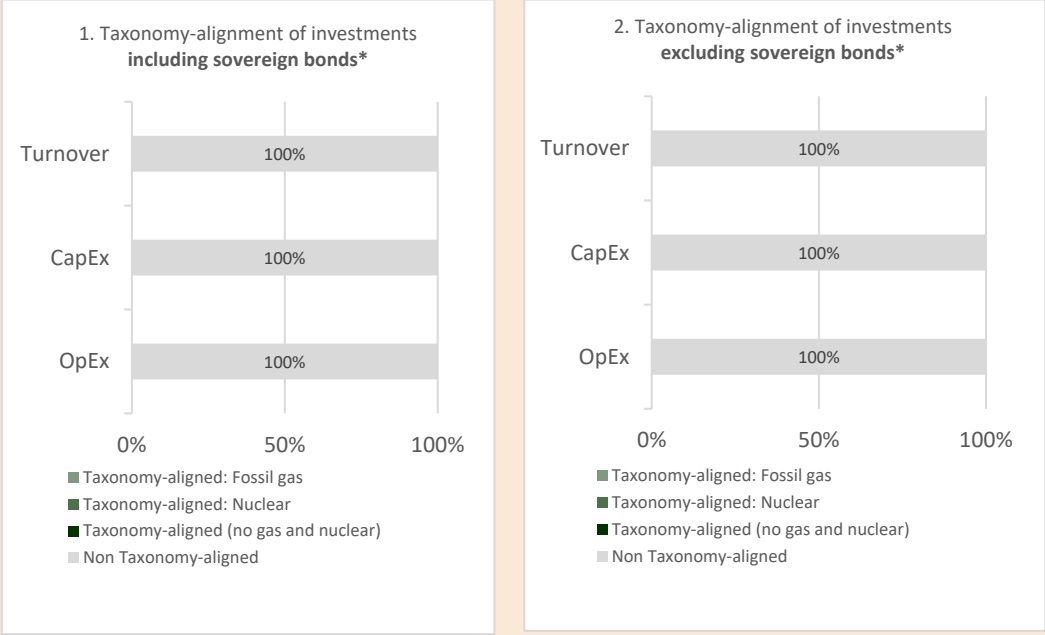 1. Taxonomy-alignment of investments
including sovereign bonds*
Turnover
100%
CapEx
100%
OpEx
100%
0%
50%
100%
Taxonomy-aligned: Fossil gas
Taxonomy-aligned: Nuclear
Taxonomy-aligned (no gas and nuclear)
Non Taxonomy-aligned
2. Taxonomy-alignment of investments
excluding sovereign bonds*
Turnover
100%
CapEx
100%
OpEx
100%
0%
50%
100%
Taxonomy-aligned: Fossil gas
Taxonomy-aligned: Nuclear
Taxonomy-aligned (no gas and nuclear)
Non Taxonomy-aligned